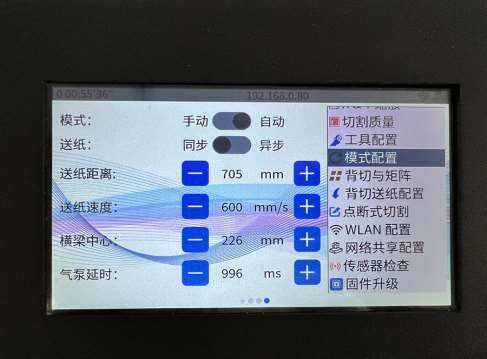 0 00:55'36"
192.168.0.80
模式: 手动 自动
送纸: 同步 异步
送纸距离: — 705 mm +
送纸速度: — 600 mm/s +
横梁中心: — 226 mm +
气泵延时: — 996 ms +
切割质量
工具配置
模式配置
背切与矩阵
背切送纸配置
点断式切割
WLAN 配置
网络共享配置
传感器检查
固件升级